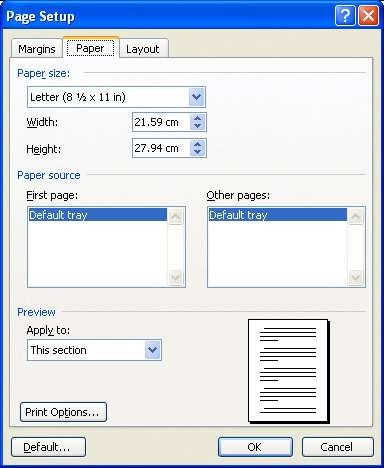 Page Setup
Margins Paper Layout
Paper size:
Letter (8 ½ x 11 in)
Width: 21.59 cm
Height: 27.94 cm
Paper source
First page: Other pages:
Default tray Default tray
Preview
Apply to:
This section
Print Options...
Default... OK Cancel